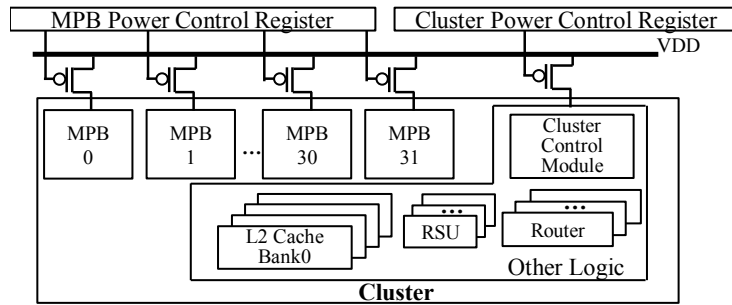 MPB Power Control Register
Cluster Power Control Register
VDD
MPB
0
MPB
1
...
MPB
30
MPB
31
Cluster
Control
Module
L2 Cache
Bank0
...
RSU
...
Router
Other Logic
Cluster